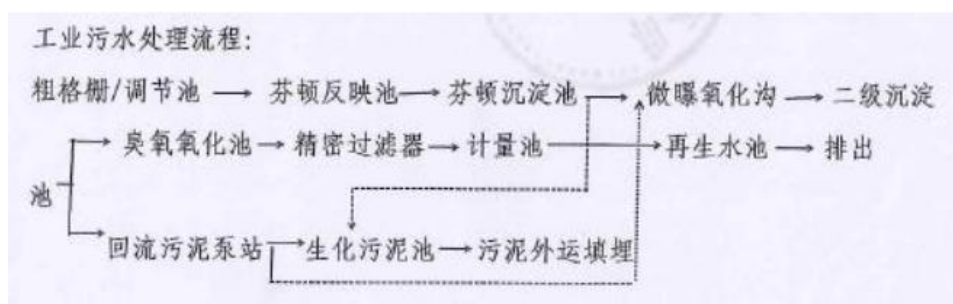 工业污水处理流程：
粗格栅/调节池 → 芬顿反映池 → 芬顿沉淀池 → 微曝氧化沟 → 二级沉淀
臭氧氧化池 → 精密过滤器 → 计量池 → 再生水池 → 排出
池
回流污泥泵站 → 生化污泥池 → 污泥外运填埋